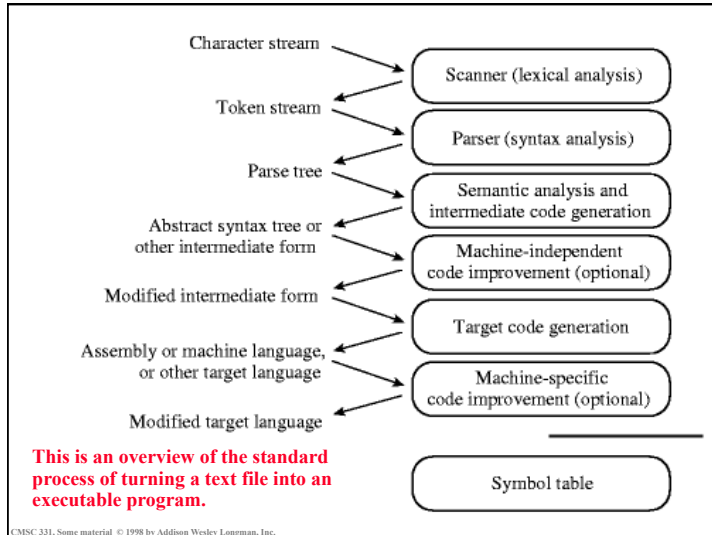 Character stream
Scanner (lexical analysis)
Token stream
Parser (syntax analysis)
Parse tree
Semantic analysis and
intermediate code generation
Abstract syntax tree or
other intermediate form
Machine-independent
code improvement (optional)
Modified intermediate form
Target code generation
Assembly or machine language,
or other target language
Machine-specific
code improvement (optional)
Modified target language
This is an overview of the standard
process of turning a text file into an
executable program.
Symbol table
CMSC 331, Some material © 1998 by Addison Wesley Longman, Inc.